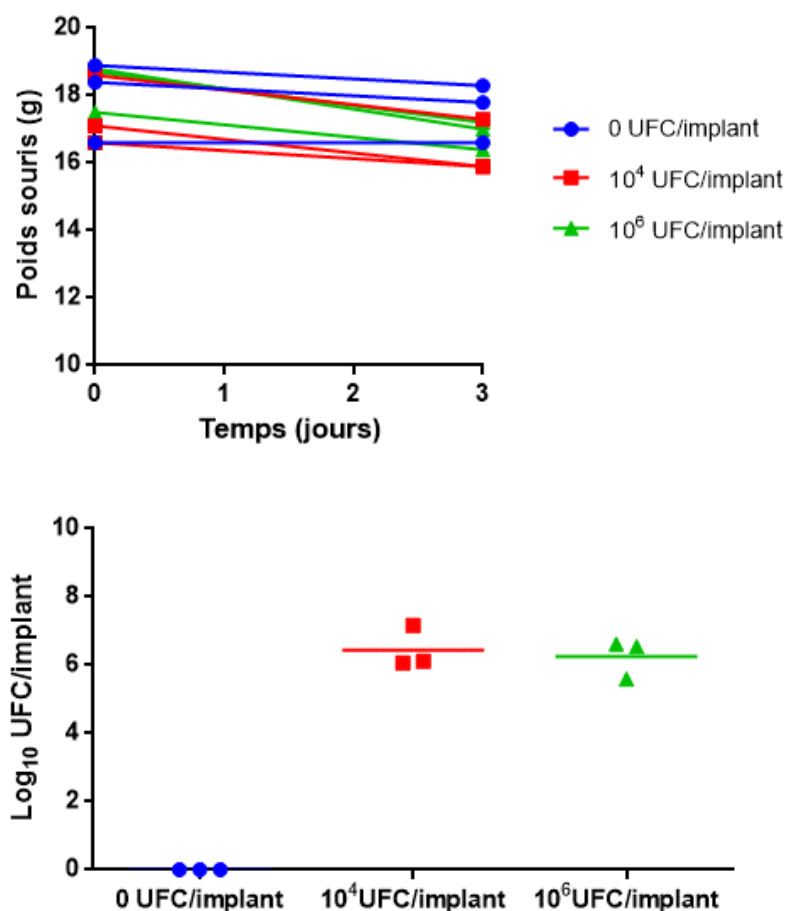 20
18
16
14
12
10
Poids souris (g)
0 1 2 3
Temps (jours)
0 UFC/implant
10⁴ UFC/implant
10⁶ UFC/implant
10
8
6
4
2
0
Log₁₀ UFC/implant
0 UFC/implant 10⁴UFC/implant 10⁶UFC/implant